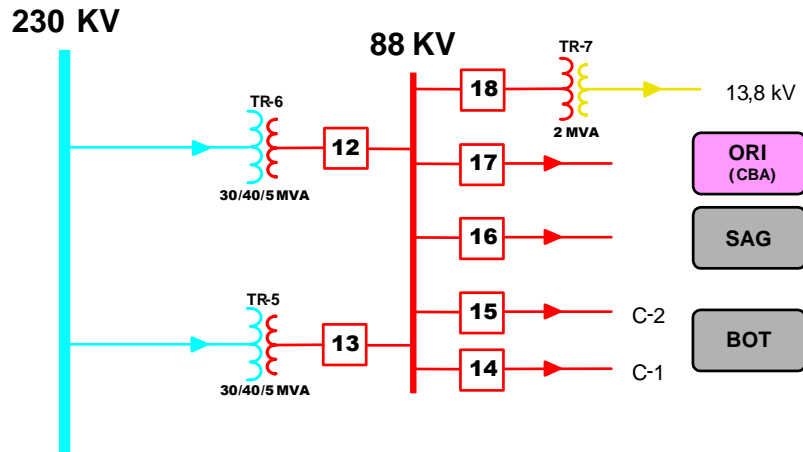 230 KV
88 KV
TR-7
18
13,8 kV
2 MVA
TR-6
12
30/40/5 MVA
17
ORI
(CBA)
16
SAG
TR-5
13
30/40/5 MVA
15
C-2
BOT
14
C-1